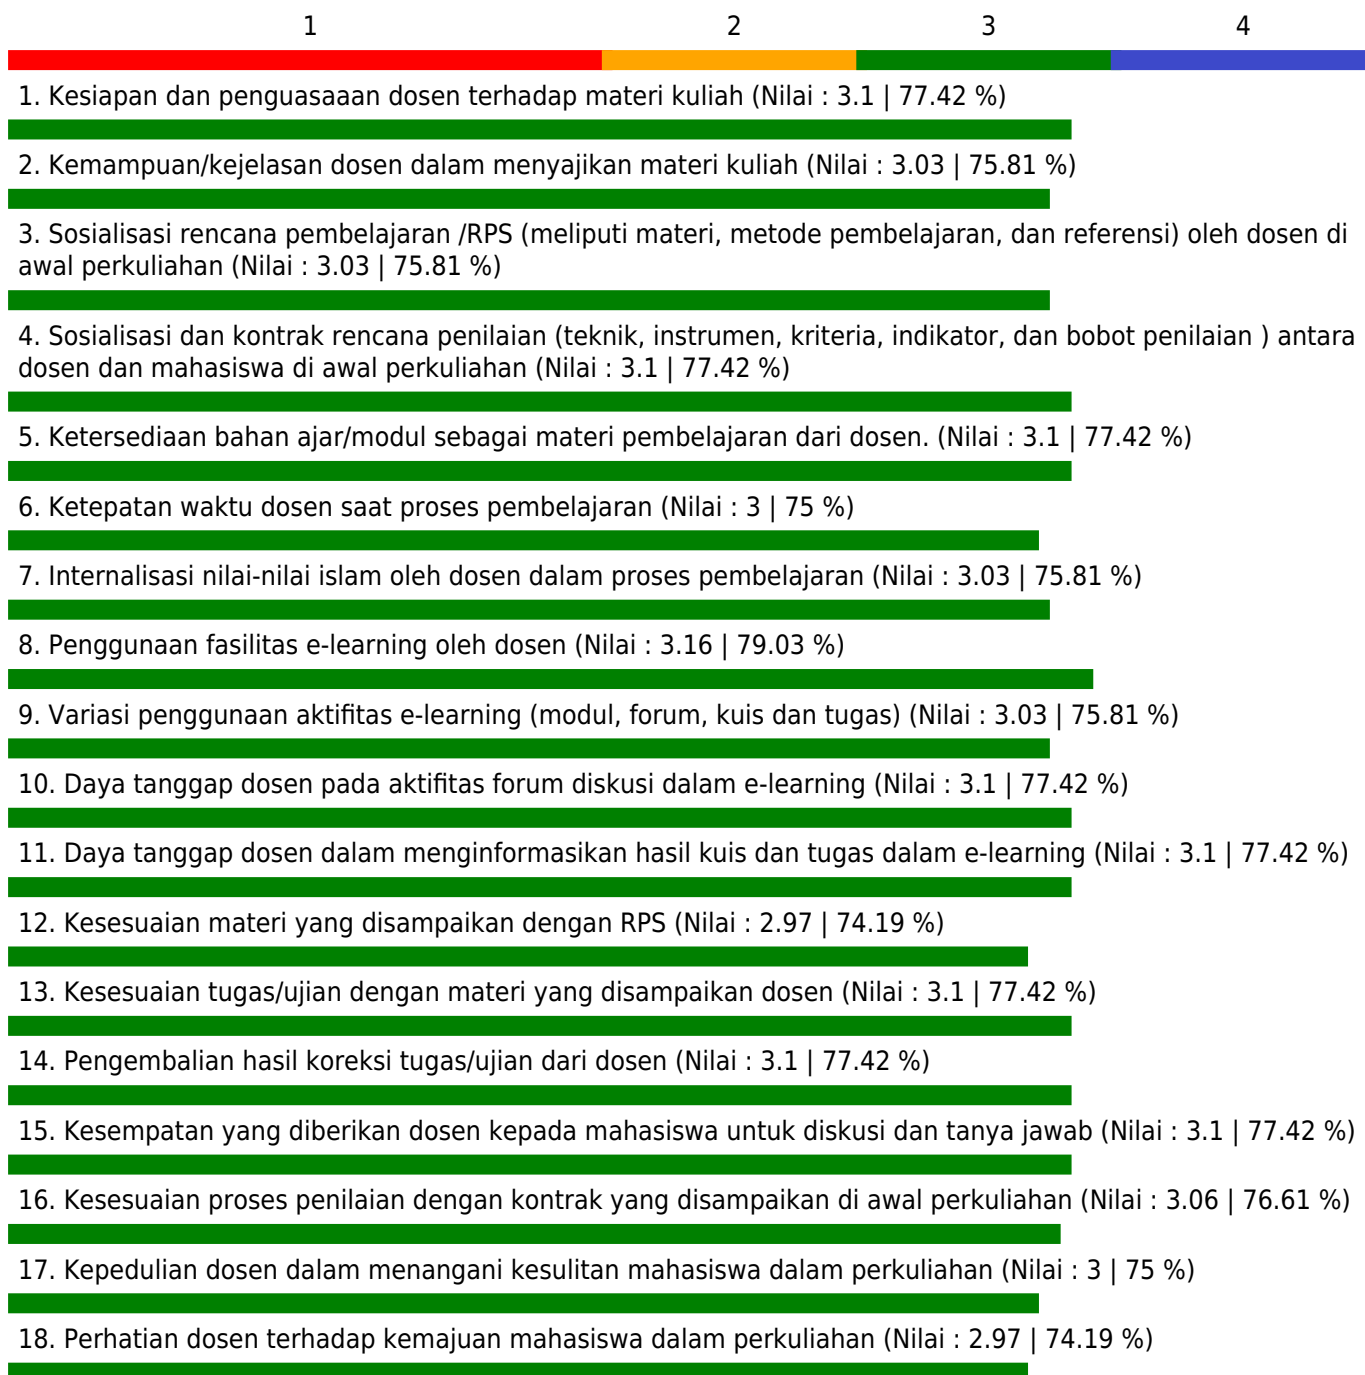 1 2 3 4
1. Kesiapan dan penguasaaan dosen terhadap materi kuliah (Nilai : 3.1 | 77.42 %)
2. Kemampuan/kejelasan dosen dalam menyajikan materi kuliah (Nilai : 3.03 | 75.81 %)
3. Sosialisasi rencana pembelajaran /RPS (meliputi materi, metode pembelajaran, dan referensi) oleh dosen di
awal perkuliahan (Nilai : 3.03 | 75.81 %)
4. Sosialisasi dan kontrak rencana penilaian (teknik, instrumen, kriteria, indikator, dan bobot penilaian ) antara
dosen dan mahasiswa di awal perkuliahan (Nilai : 3.1 | 77.42 %)
5. Ketersediaan bahan ajar/modul sebagai materi pembelajaran dari dosen. (Nilai : 3.1 | 77.42 %)
6. Ketepatan waktu dosen saat proses pembelajaran (Nilai : 3 | 75 %)
7. Internalisasi nilai-nilai islam oleh dosen dalam proses pembelajaran (Nilai : 3.03 | 75.81 %)
8. Penggunaan fasilitas e-learning oleh dosen (Nilai : 3.16 | 79.03 %)
9. Variasi penggunaan aktifitas e-learning (modul, forum, kuis dan tugas) (Nilai : 3.03 | 75.81 %)
10. Daya tanggap dosen pada aktifitas forum diskusi dalam e-learning (Nilai : 3.1 | 77.42 %)
11. Daya tanggap dosen dalam menginformasikan hasil kuis dan tugas dalam e-learning (Nilai : 3.1 | 77.42 %)
12. Kesesuaian materi yang disampaikan dengan RPS (Nilai : 2.97 | 74.19 %)
13. Kesesuaian tugas/ujian dengan materi yang disampaikan dosen (Nilai : 3.1 | 77.42 %)
14. Pengembalian hasil koreksi tugas/ujian dari dosen (Nilai : 3.1 | 77.42 %)
15. Kesempatan yang diberikan dosen kepada mahasiswa untuk diskusi dan tanya jawab (Nilai : 3.1 | 77.42 %)
16. Kesesuaian proses penilaian dengan kontrak yang disampaikan di awal perkuliahan (Nilai : 3.06 | 76.61 %)
17. Kepedulian dosen dalam menangani kesulitan mahasiswa dalam perkuliahan (Nilai : 3 | 75 %)
18. Perhatian dosen terhadap kemajuan mahasiswa dalam perkuliahan (Nilai : 2.97 | 74.19 %)